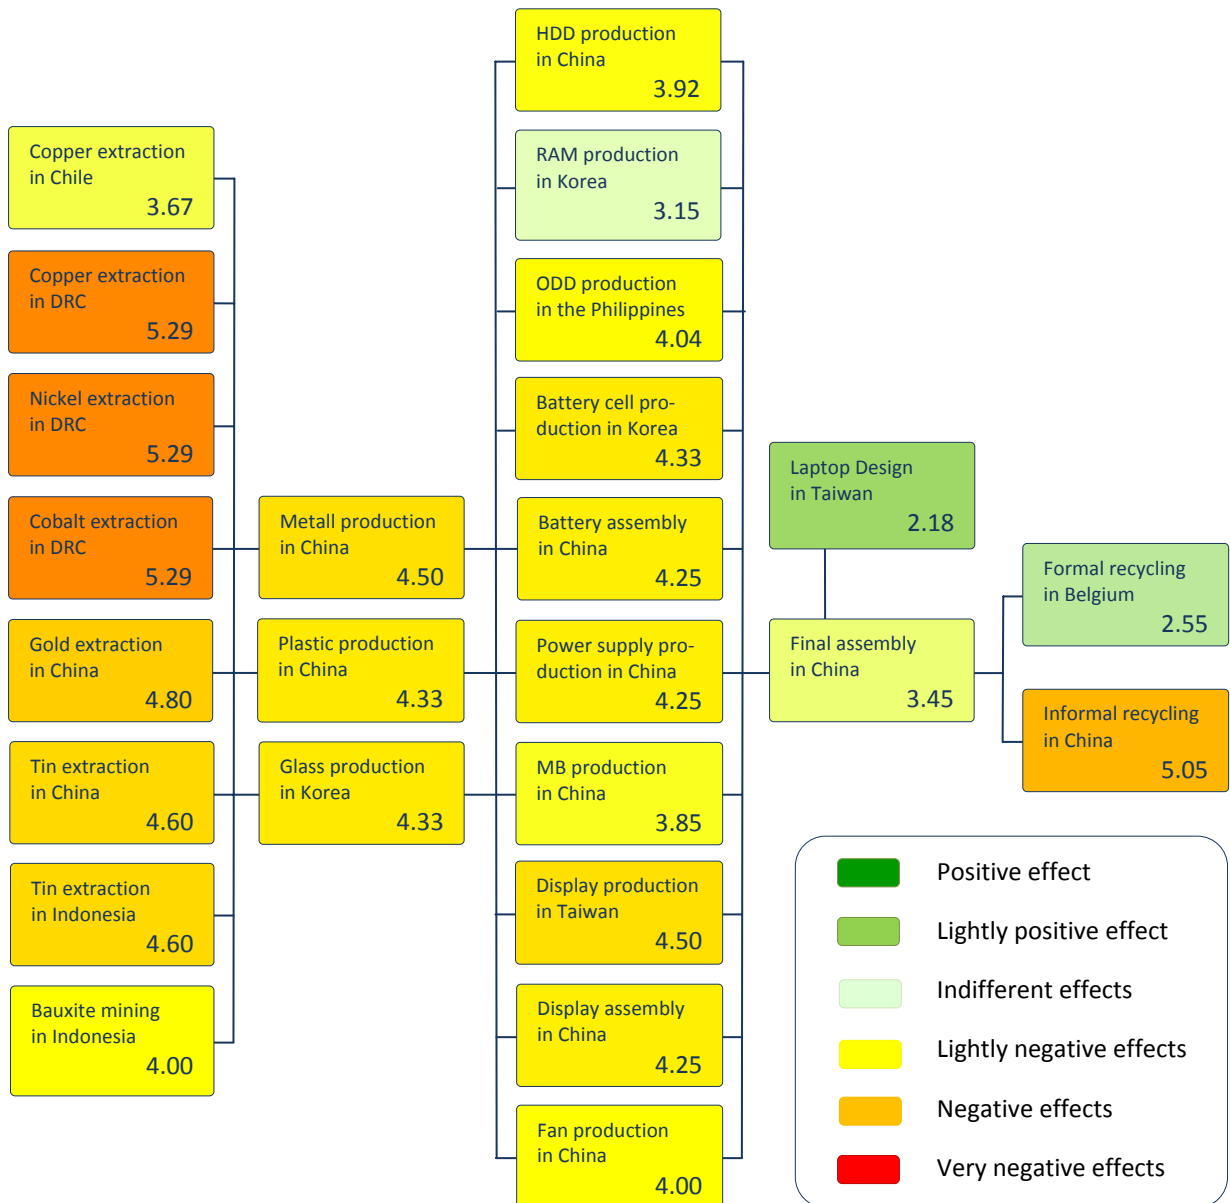 Copper extraction
in Chile
3.67
Copper extraction
in DRC
5.29
Nickel extraction
in DRC
5.29
Cobalt extraction
in DRC
5.29
Gold extraction
in China
4.80
Tin extraction
in China
4.60
Tin extraction
in Indonesia
4.60
Bauxite mining
in Indonesia
4.00
Metall production
in China
4.50
Plastic production
in China
4.33
Glass production
in Korea
4.33
HDD production
in China
3.92
RAM production
in Korea
3.15
ODD production
in the Philippines
4.04
Battery cell pro-
duction in Korea
4.33
Battery assembly
in China
4.25
Power supply pro-
duction in China
4.25
MB production
in China
3.85
Display production
in Taiwan
4.50
Display assembly
in China
4.25
Fan production
in China
4.00
Laptop Design
in Taiwan
2.18
Final assembly
in China
3.45
Formal recycling
in Belgium
2.55
Informal recycling
in China
5.05
Positive effect
Lightly positive effect
Indifferent effects
Lightly negative effects
Negative effects
Very negative effects